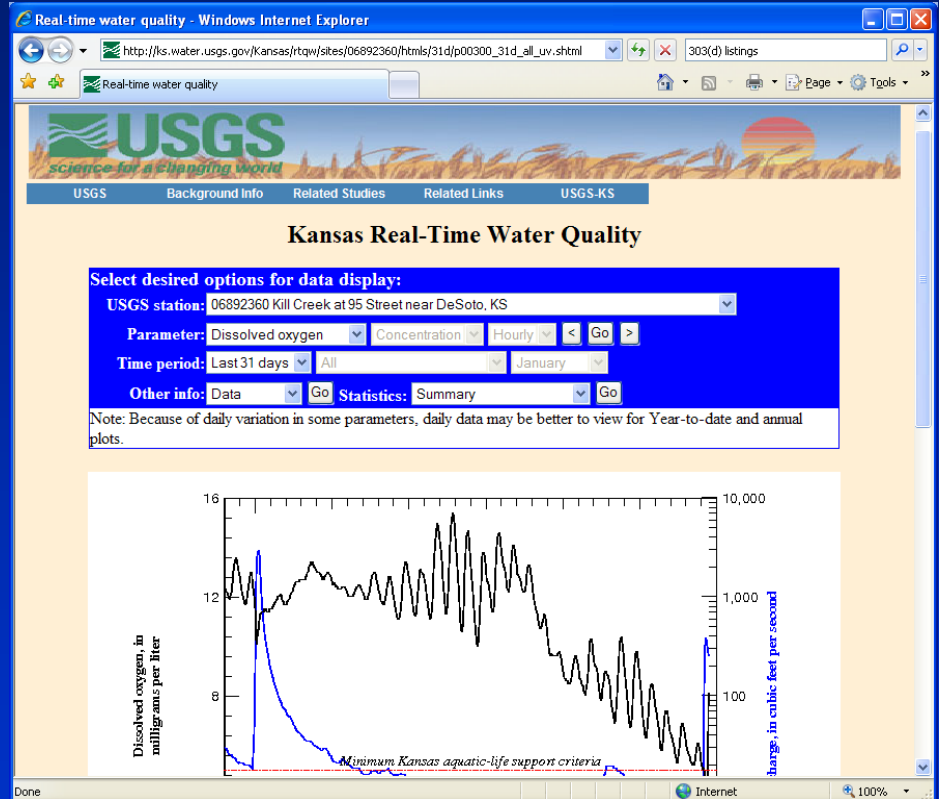 Real-time water quality - Windows Internet Explorer
http://ks.water.usgs.gov/Kansas/rtqw/sites/06892360/htmls/31d/p00300_31d_all_uv.shtml 303(d) listings
Real-time water quality Page Tools »
USGS
science for a changing world
USGS Background Info Related Studies Related Links USGS-KS
Kansas Real-Time Water Quality
Select desired options for data display:
USGS station: 06892360 Kill Creek at 95 Street near DeSoto, KS
Parameter: Dissolved oxygen Concentration Hourly < Go >
Time period: Last 31 days All January
Other info: Data Go Statistics: Summary Go
Note: Because of daily variation in some parameters, daily data may be better to view for Year-to-date and annual
plots.
16 10,000
12 1,000
8 100
Dissolved oxygen, in
milligrams per liter
harge, in cubic feet per second
Minimum Kansas aquatic-life support criteria
Done Internet 100%